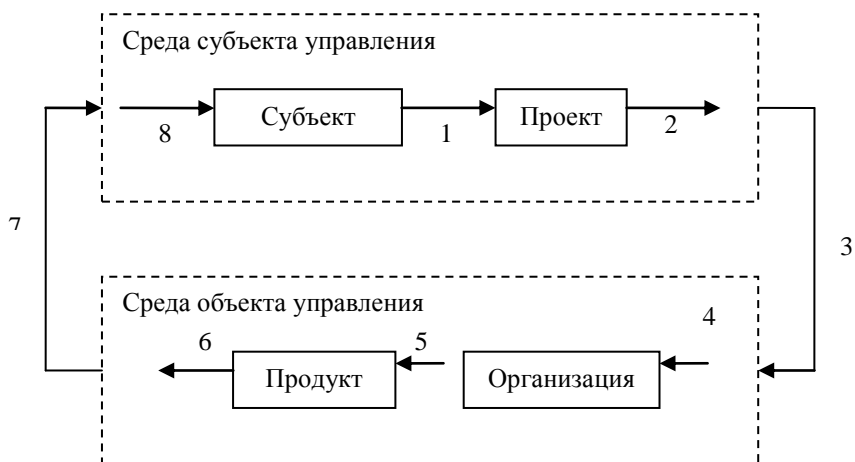 Среда субъекта управления
8 Субъект 1 Проект 2
7
3
Среда объекта управления
6 Продукт 5 Организация 4